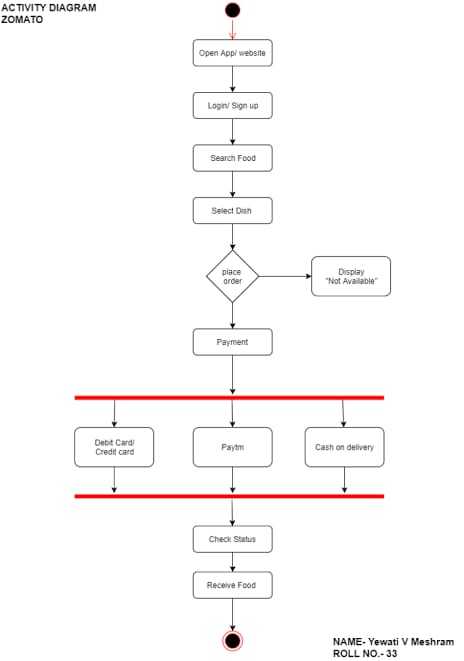 ACTIVITY DIAGRAM
ZOMATO
Open App/ website
Login/ Sign up
Search Food
Select Dish
place
order
Display
"Not Available"
Payment
Debit Card/
Credit card
Paytm
Cash on delivery
Check Status
Receive Food
NAME- Yewati V Meshram
ROLL NO.- 33